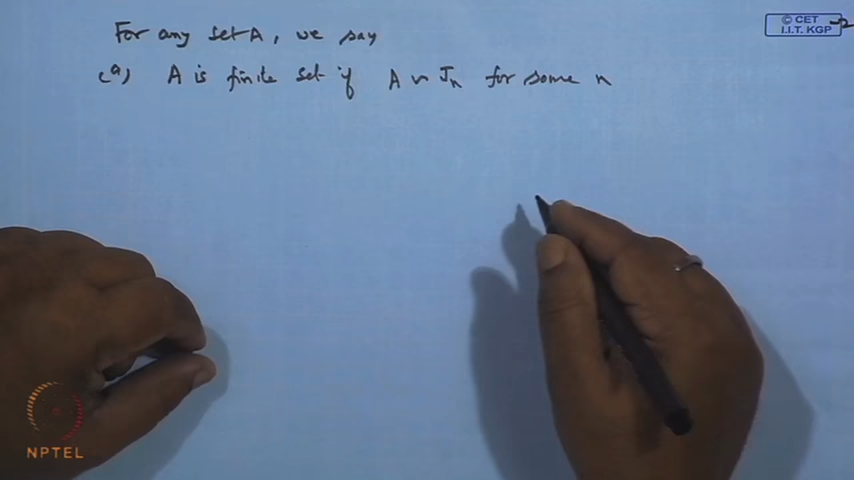 For any set A, we say
(a) A is finite set if A ~ Jn for some n
© CET
I.I.T. KGP
NPTEL